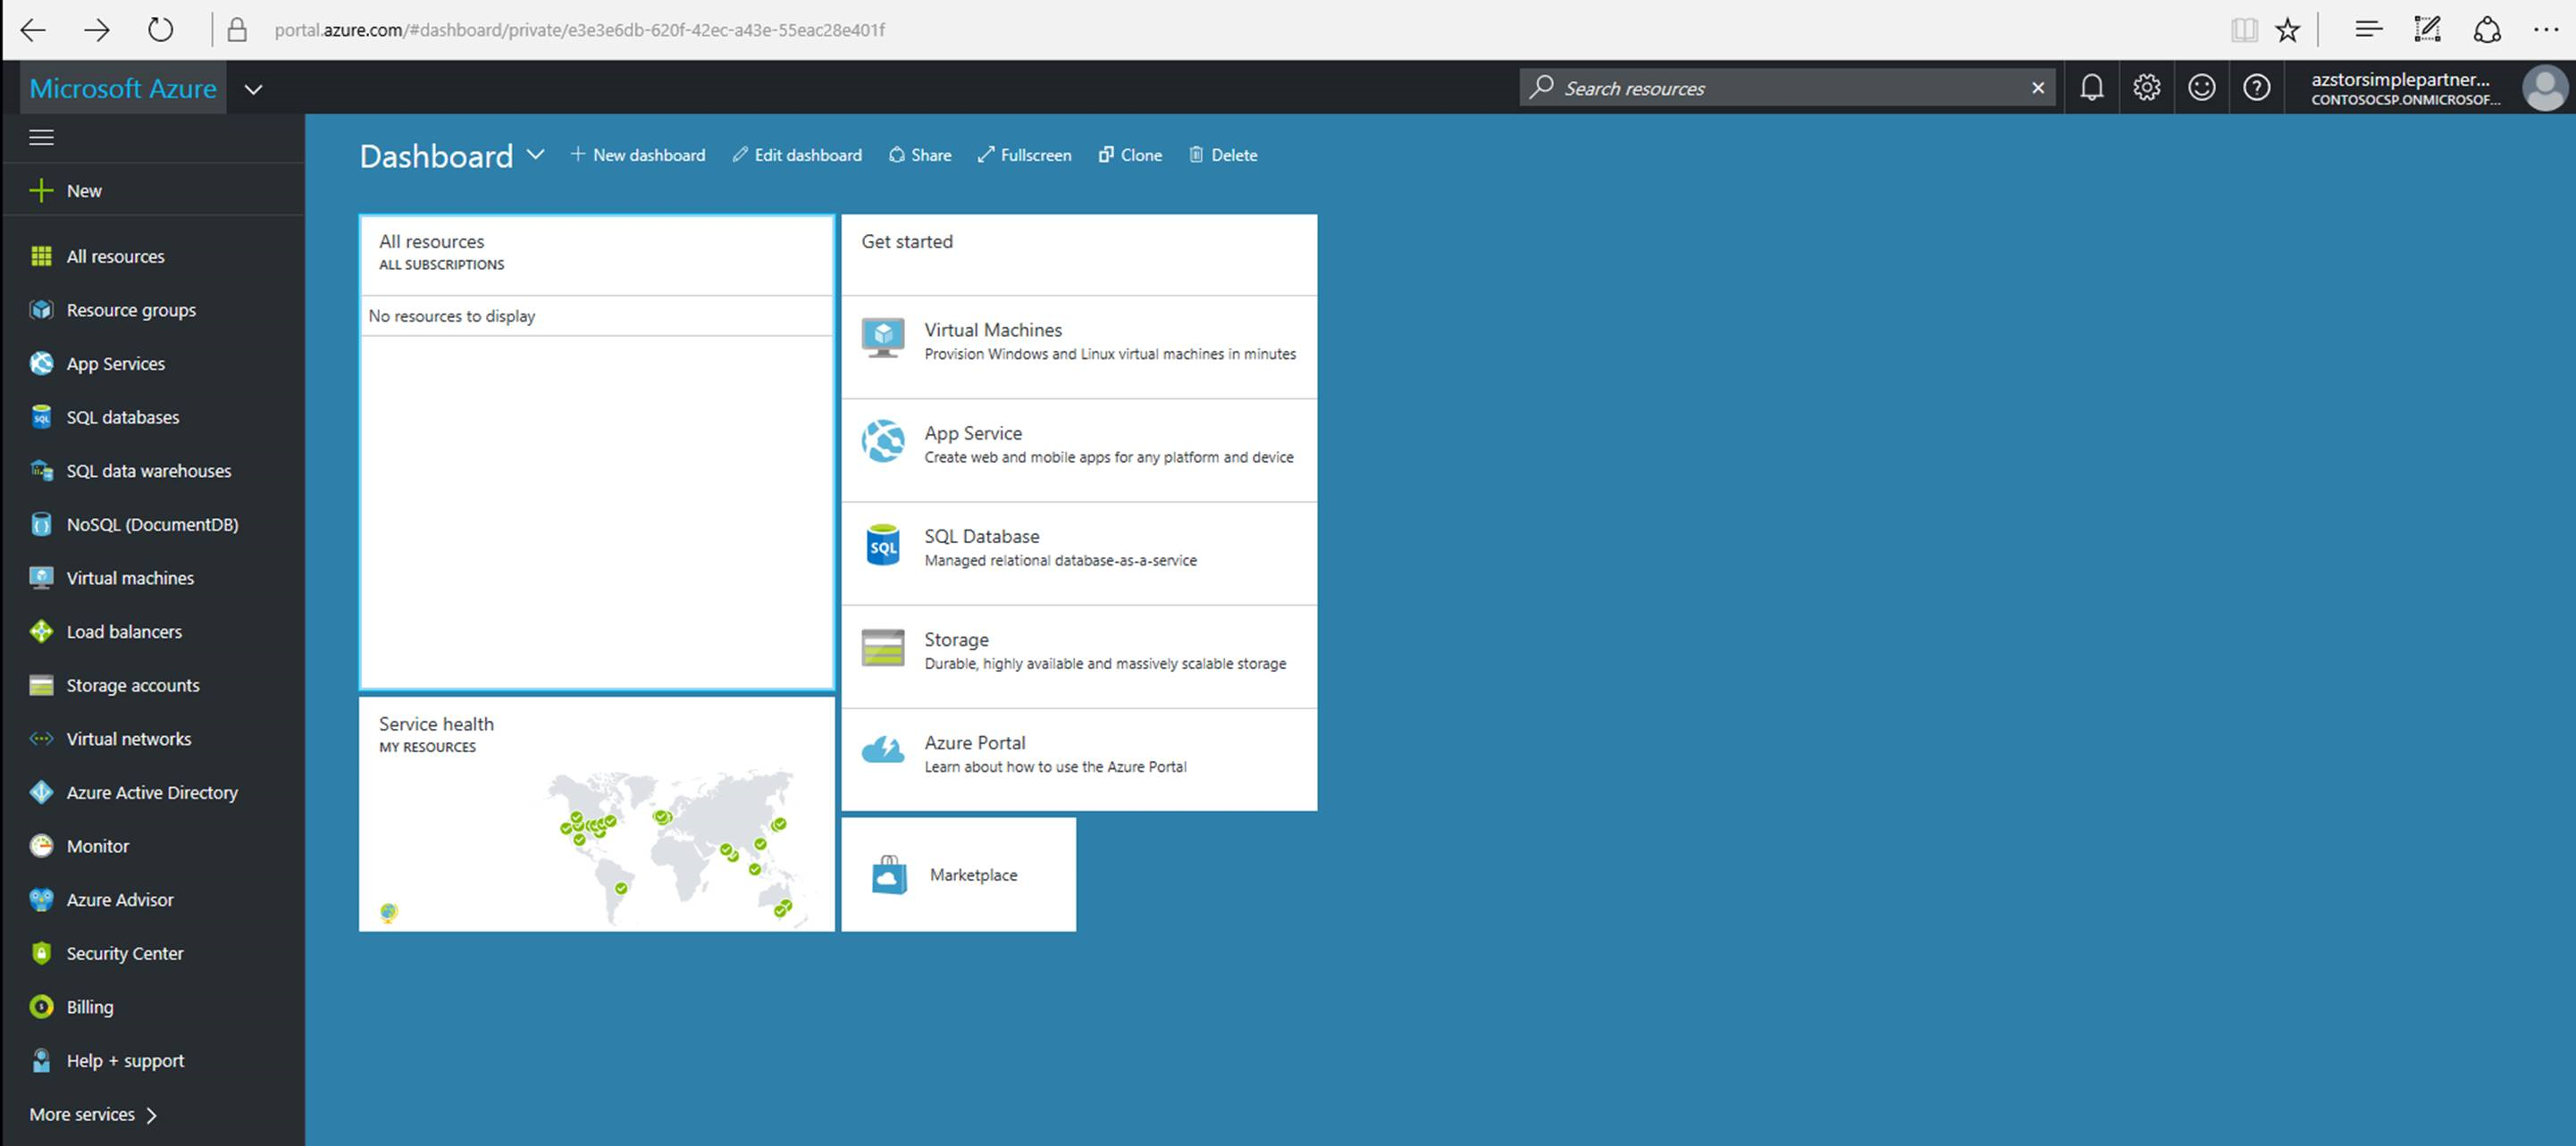 portal.azure.com/#dashboard/private/e3e3e6db-620f-42ec-a43e-55eac28e401f
Microsoft Azure
Search resources
azstorsimplepartner...
CONTOSOCSP.ONMICROSOF...
New
All resources
Resource groups
App Services
SQL databases
SQL data warehouses
NoSQL (DocumentDB)
Virtual machines
Load balancers
Storage accounts
Virtual networks
Azure Active Directory
Monitor
Azure Advisor
Security Center
Billing
Help + support
More services
Dashboard
New dashboard
Edit dashboard
Share
Fullscreen
Clone
Delete
All resources
ALL SUBSCRIPTIONS
No resources to display
Service health
MY RESOURCES
Get started
Virtual Machines
Provision Windows and Linux virtual machines in minutes
App Service
Create web and mobile apps for any platform and device
SQL
SQL Database
Managed relational database-as-a-service
Storage
Durable, highly available and massively scalable storage
Azure Portal
Learn about how to use the Azure Portal
Marketplace